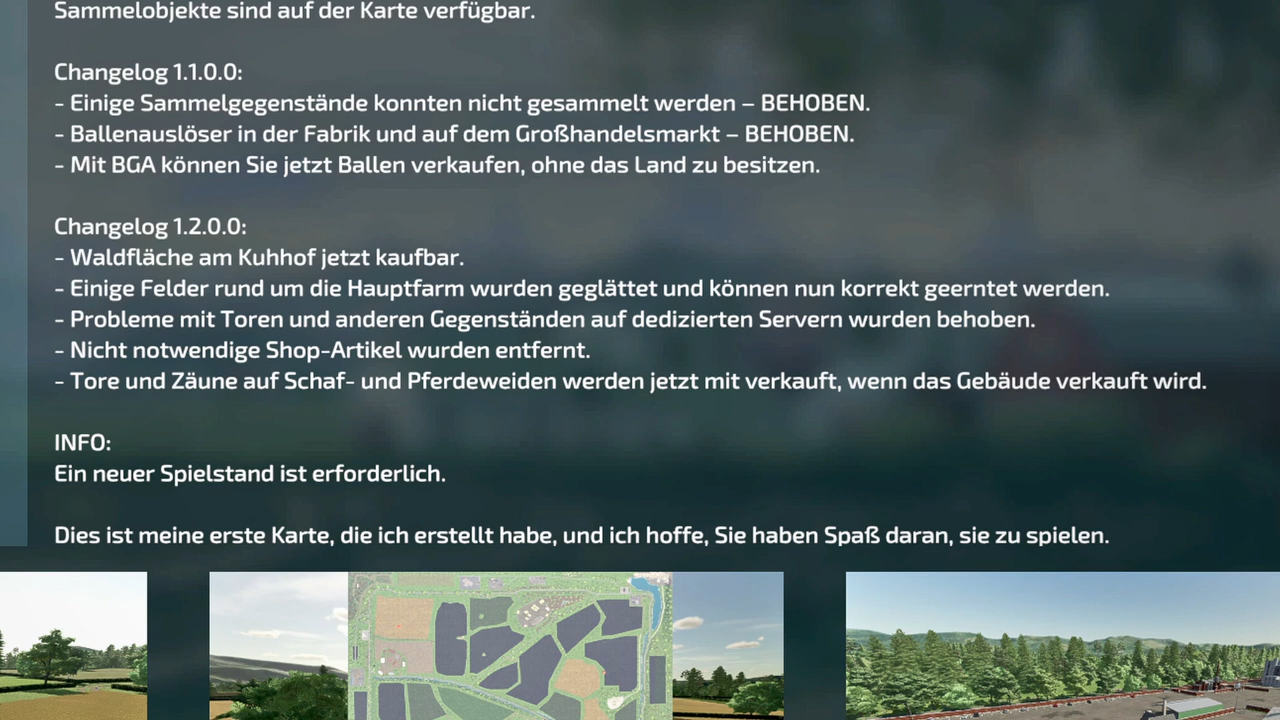 Sammelobjekte sind auf der Karte verfügbar.
Changelog 1.1.0.0:
- Einige Sammelgegenstände konnten nicht gesammelt werden – BEHOBEN.
- Ballenauslöser in der Fabrik und auf dem Großhandelsmarkt – BEHOBEN.
- Mit BGA können Sie jetzt Ballen verkaufen, ohne das Land zu besitzen.
Changelog 1.2.0.0:
- Waldfläche am Kuhhof jetzt kaufbar.
- Einige Felder rund um die Hauptfarm wurden geglättet und können nun korrekt geerntet werden.
- Probleme mit Toren und anderen Gegenständen auf dedizierten Servern wurden behoben.
- Nicht notwendige Shop-Artikel wurden entfernt.
- Tore und Zäune auf Schaf- und Pferdeweiden werden jetzt mit verkauft, wenn das Gebäude verkauft wird.
INFO:
Ein neuer Spielstand ist erforderlich.
Dies ist meine erste Karte, die ich erstellt habe, und ich hoffe, Sie haben Spaß daran, sie zu spielen.